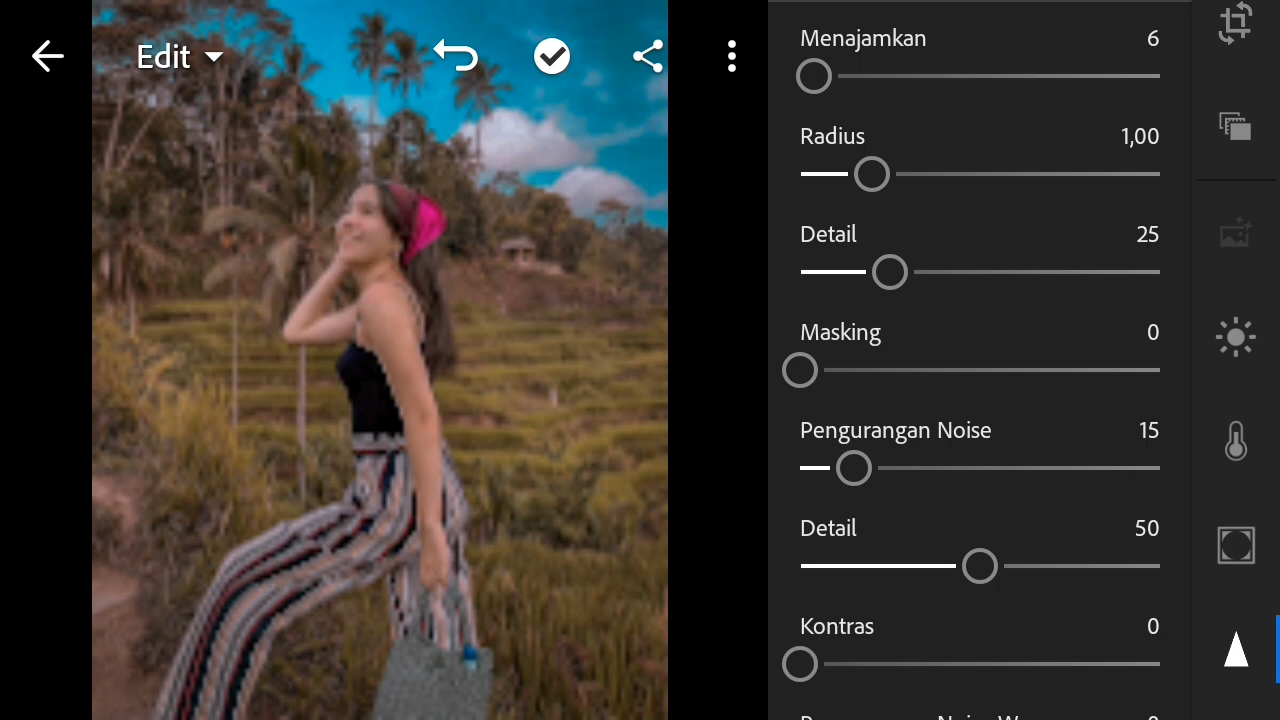 Edit
Menajamkan 6
Radius 1,00
Detail 25
Masking 0
Pengurangan Noise 15
Detail 50
Kontras 0